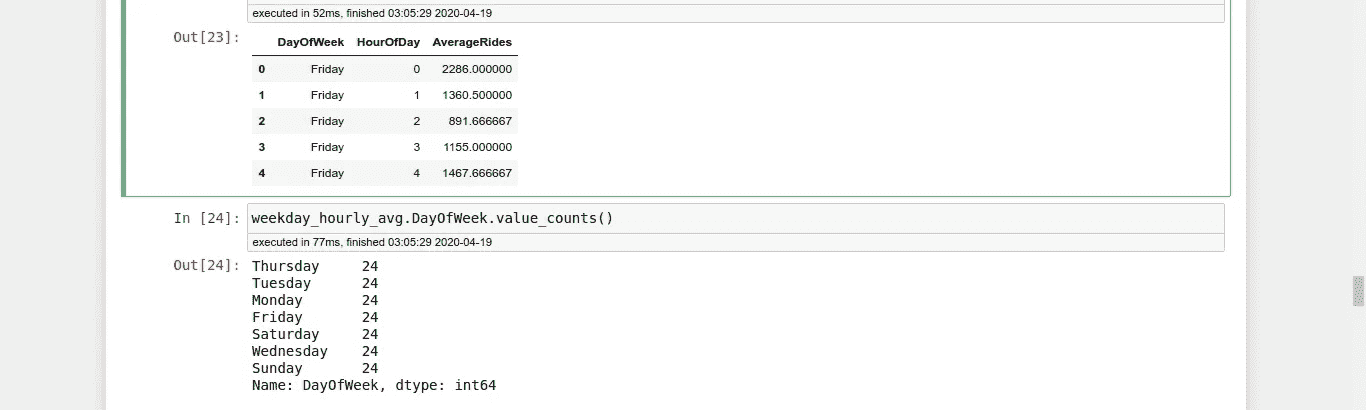 executed in 52ms, finished 03:05:29 2020-04-19
Out[23]:
DayOfWeek HourOfDay AverageRides
0 Friday 0 2286.000000
1 Friday 1 1360.500000
2 Friday 2 891.666667
3 Friday 3 1155.000000
4 Friday 4 1467.666667
In [24]: weekday_hourly_avg.DayOfWeek.value_counts()
executed in 77ms, finished 03:05:29 2020-04-19
Out[24]: Thursday 24
Tuesday 24
Monday 24
Friday 24
Saturday 24
Wednesday 24
Sunday 24
Name: DayOfWeek, dtype: int64